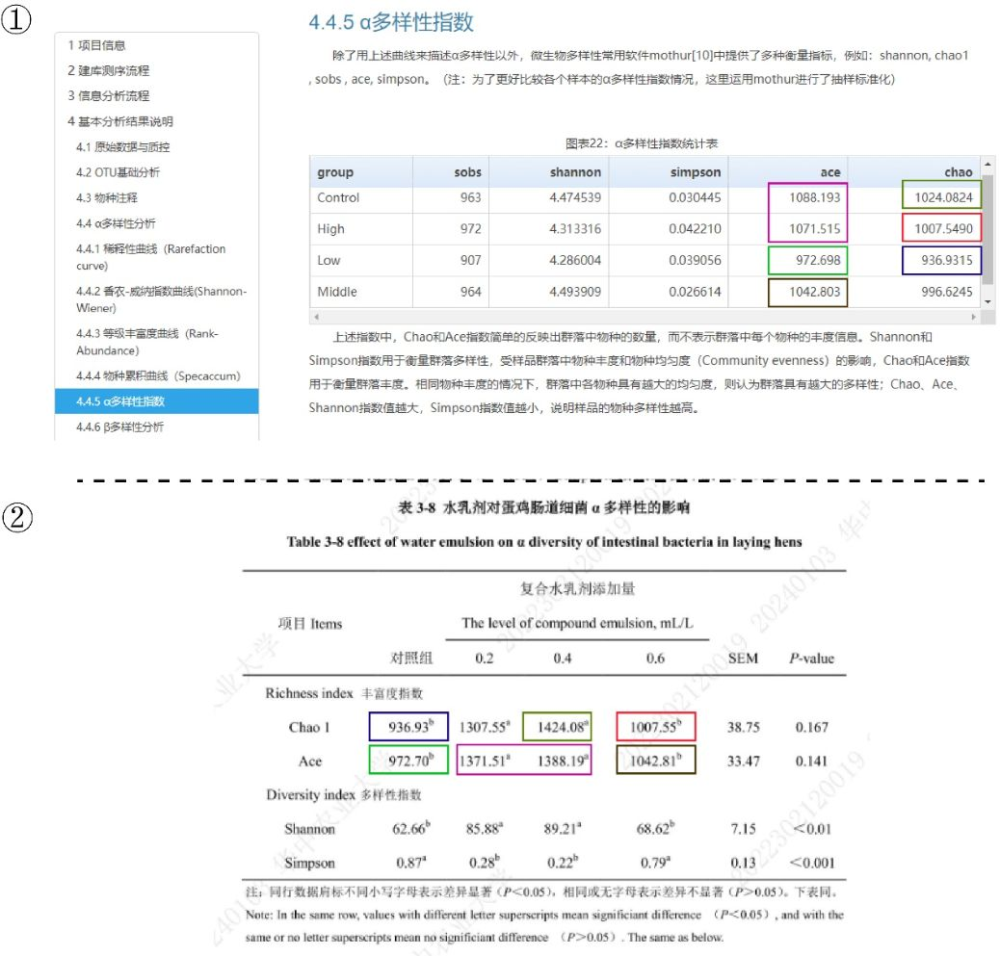 ①
1 项目信息
2 建库测序流程
3 信息分析流程
4 基本分析结果说明
4.1 原始数据与质控
4.2 OTU基础分析
4.3 物种注释
4.4 α多样性分析
4.4.1 稀释性曲线（Rarefaction
curve)
4.4.2 香农-威纳指数曲线(Shannon-
Wiener)
4.4.3 等级丰富度曲线（Rank-
Abundance）
4.4.4 物种累积曲线（Specaccum）
4.4.5 α多样性指数
4.4.6 β多样性分析
4.4.5 α多样性指数
除了用上述曲线来描述α多样性以外，微生物多样性常用软件mothur[10]中提供了多种衡量指标，例如：shannon, chao1
, sobs , ace, simpson。（注：为了更好比较各个样本的α多样性指数情况，这里运用mothur进行了抽样标准化）
图表22：α多样性指数统计表
group sobs shannon simpson ace chao
Control 963 4.474539 0.030445 1088.193 1024.0824
High 972 4.313316 0.042210 1071.515 1007.5490
Low 907 4.286004 0.039056 972.698 936.9315
Middle 964 4.493909 0.026614 1042.803 996.6245
上述指数中，Chao和Ace指数简单的反映出群落中物种的数量，而不表示群落中每个物种的丰度信息。Shannon和
Simpson指数用于衡量群落多样性，受样品群落中物种丰度和物种均匀度（Community evenness）的影响，Chao和Ace指数
用于衡量群落丰度。相同物种丰度的情况下，群落中各物种具有越大的均匀度，则认为群落具有越大的多样性；Chao、Ace、
Shannon指数值越大，Simpson指数值越小，说明样品的物种多样性越高。
②
表 3-8 水乳剂对蛋鸡肠道细菌 α 多样性的影响
Table 3-8 effect of water emulsion on α diversity of intestinal bacteria in laying hens
复合水乳剂添加量
项目 Items The level of compound emulsion, mL/L
对照组 0.2 0.4 0.6 SEM P-value
Richness index 丰富度指数
Chao 1 936.93ᵇ 1307.55ᵃ 1424.08ᵃ 1007.55ᵇ 38.75 0.167
Ace 972.70ᵇ 1371.51ᵃ 1388.19ᵃ 1042.81ᵇ 33.47 0.141
Diversity index 多样性指数
Shannon 62.66ᵇ 85.88ᵃ 89.21ᵃ 68.62ᵇ 7.15 ＜0.01
Simpson 0.87ᵃ 0.28ᵇ 0.22ᵇ 0.79ᵃ 0.13 ＜0.001
注：同行数据肩标不同小写字母表示差异显著（P＜0.05），相同或无字母表示差异不显著（P＞0.05）。下表同。
Note: In the same row, values with different letter superscripts mean significiant difference （P＜0.05）, and with the
same or no letter superscripts mean no significiant difference （P＞0.05）. The same as below.
2022302120019 20240103 华中农业大学